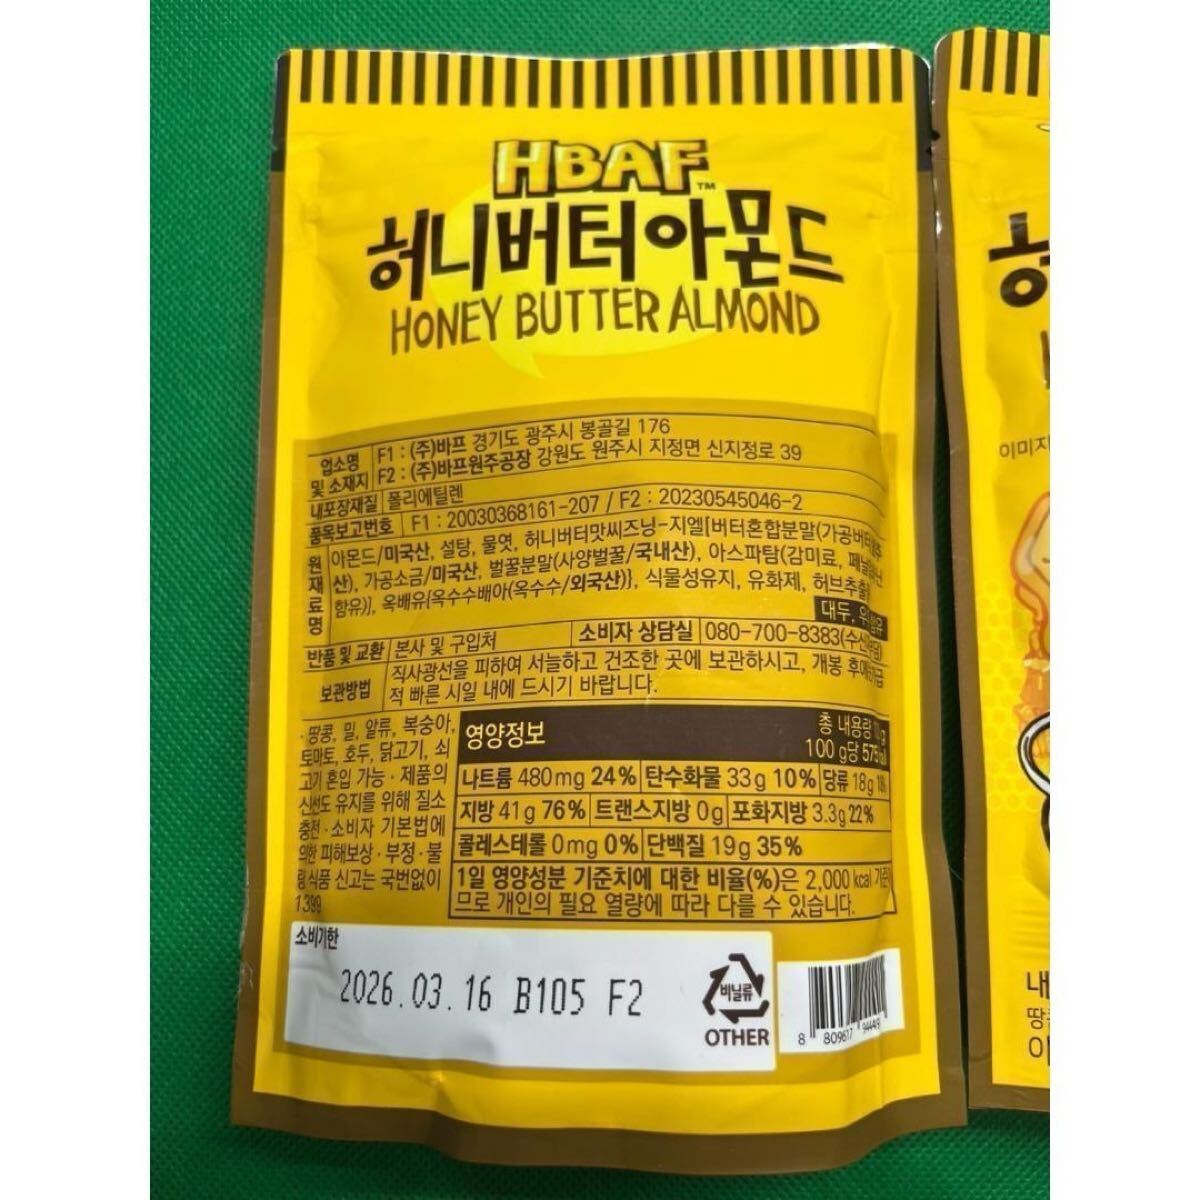 HBAF™
허니버터아몬드
HONEY BUTTER ALMOND
업소명 및 소재지
F1 : (주)바프 경기도 광주시 봉골길 176
F2 : (주)바프원주공장 강원도 원주시 지정면 신지정로 39
내포장재질 폴리에틸렌
품목보고번호 F1 : 20030368161-207 / F2 : 20230545046-2
원재료명
아몬드/미국산, 설탕, 물엿, 허니버터맛씨즈닝-지엘[버터혼합분말(가공버터
산), 가공소금/미국산, 벌꿀분말(사양벌꿀/국내산), 아스파탐(감미료,
함유)], 옥배유{옥수수배아(옥수수/외국산)}, 식물성유지, 유화제,
대두,
반품 및 교환 본사 및 구입처 소비자 상담실 080-700-8383
보관방법
직사광선을 피하여 서늘하고 건조한 곳에 보관하시고, 개봉
적 빠른 시일 내에 드시기 바랍니다.
· 땅콩, 밀, 알류, 복숭아,
토마토, 호두, 닭고기, 쇠
고기 혼입 가능 · 제품의
신선도 유지를 위해 질소
충전 · 소비자 기본법에
의한 피해보상 · 부정 · 불
량 식품 신고는 국번없이
1399
영양정보
총 내용량
100 g당
나트륨 480mg 24% 탄수화물 33g 10% 당류 18g
지방 41g 76% 트랜스지방 0g 포화지방 3.3g 22%
콜레스테롤 0mg 0% 단백질 19g 35%
1일 영양성분 기준치에 대한 비율(%)은 2,000 kcal
므로 개인의 필요 열량에 따라 다를 수 있습니다.
소비기한
2026.03.16 B105 F2
비닐류
OTHER
8 809617
허
이미지
내
땅콩
이